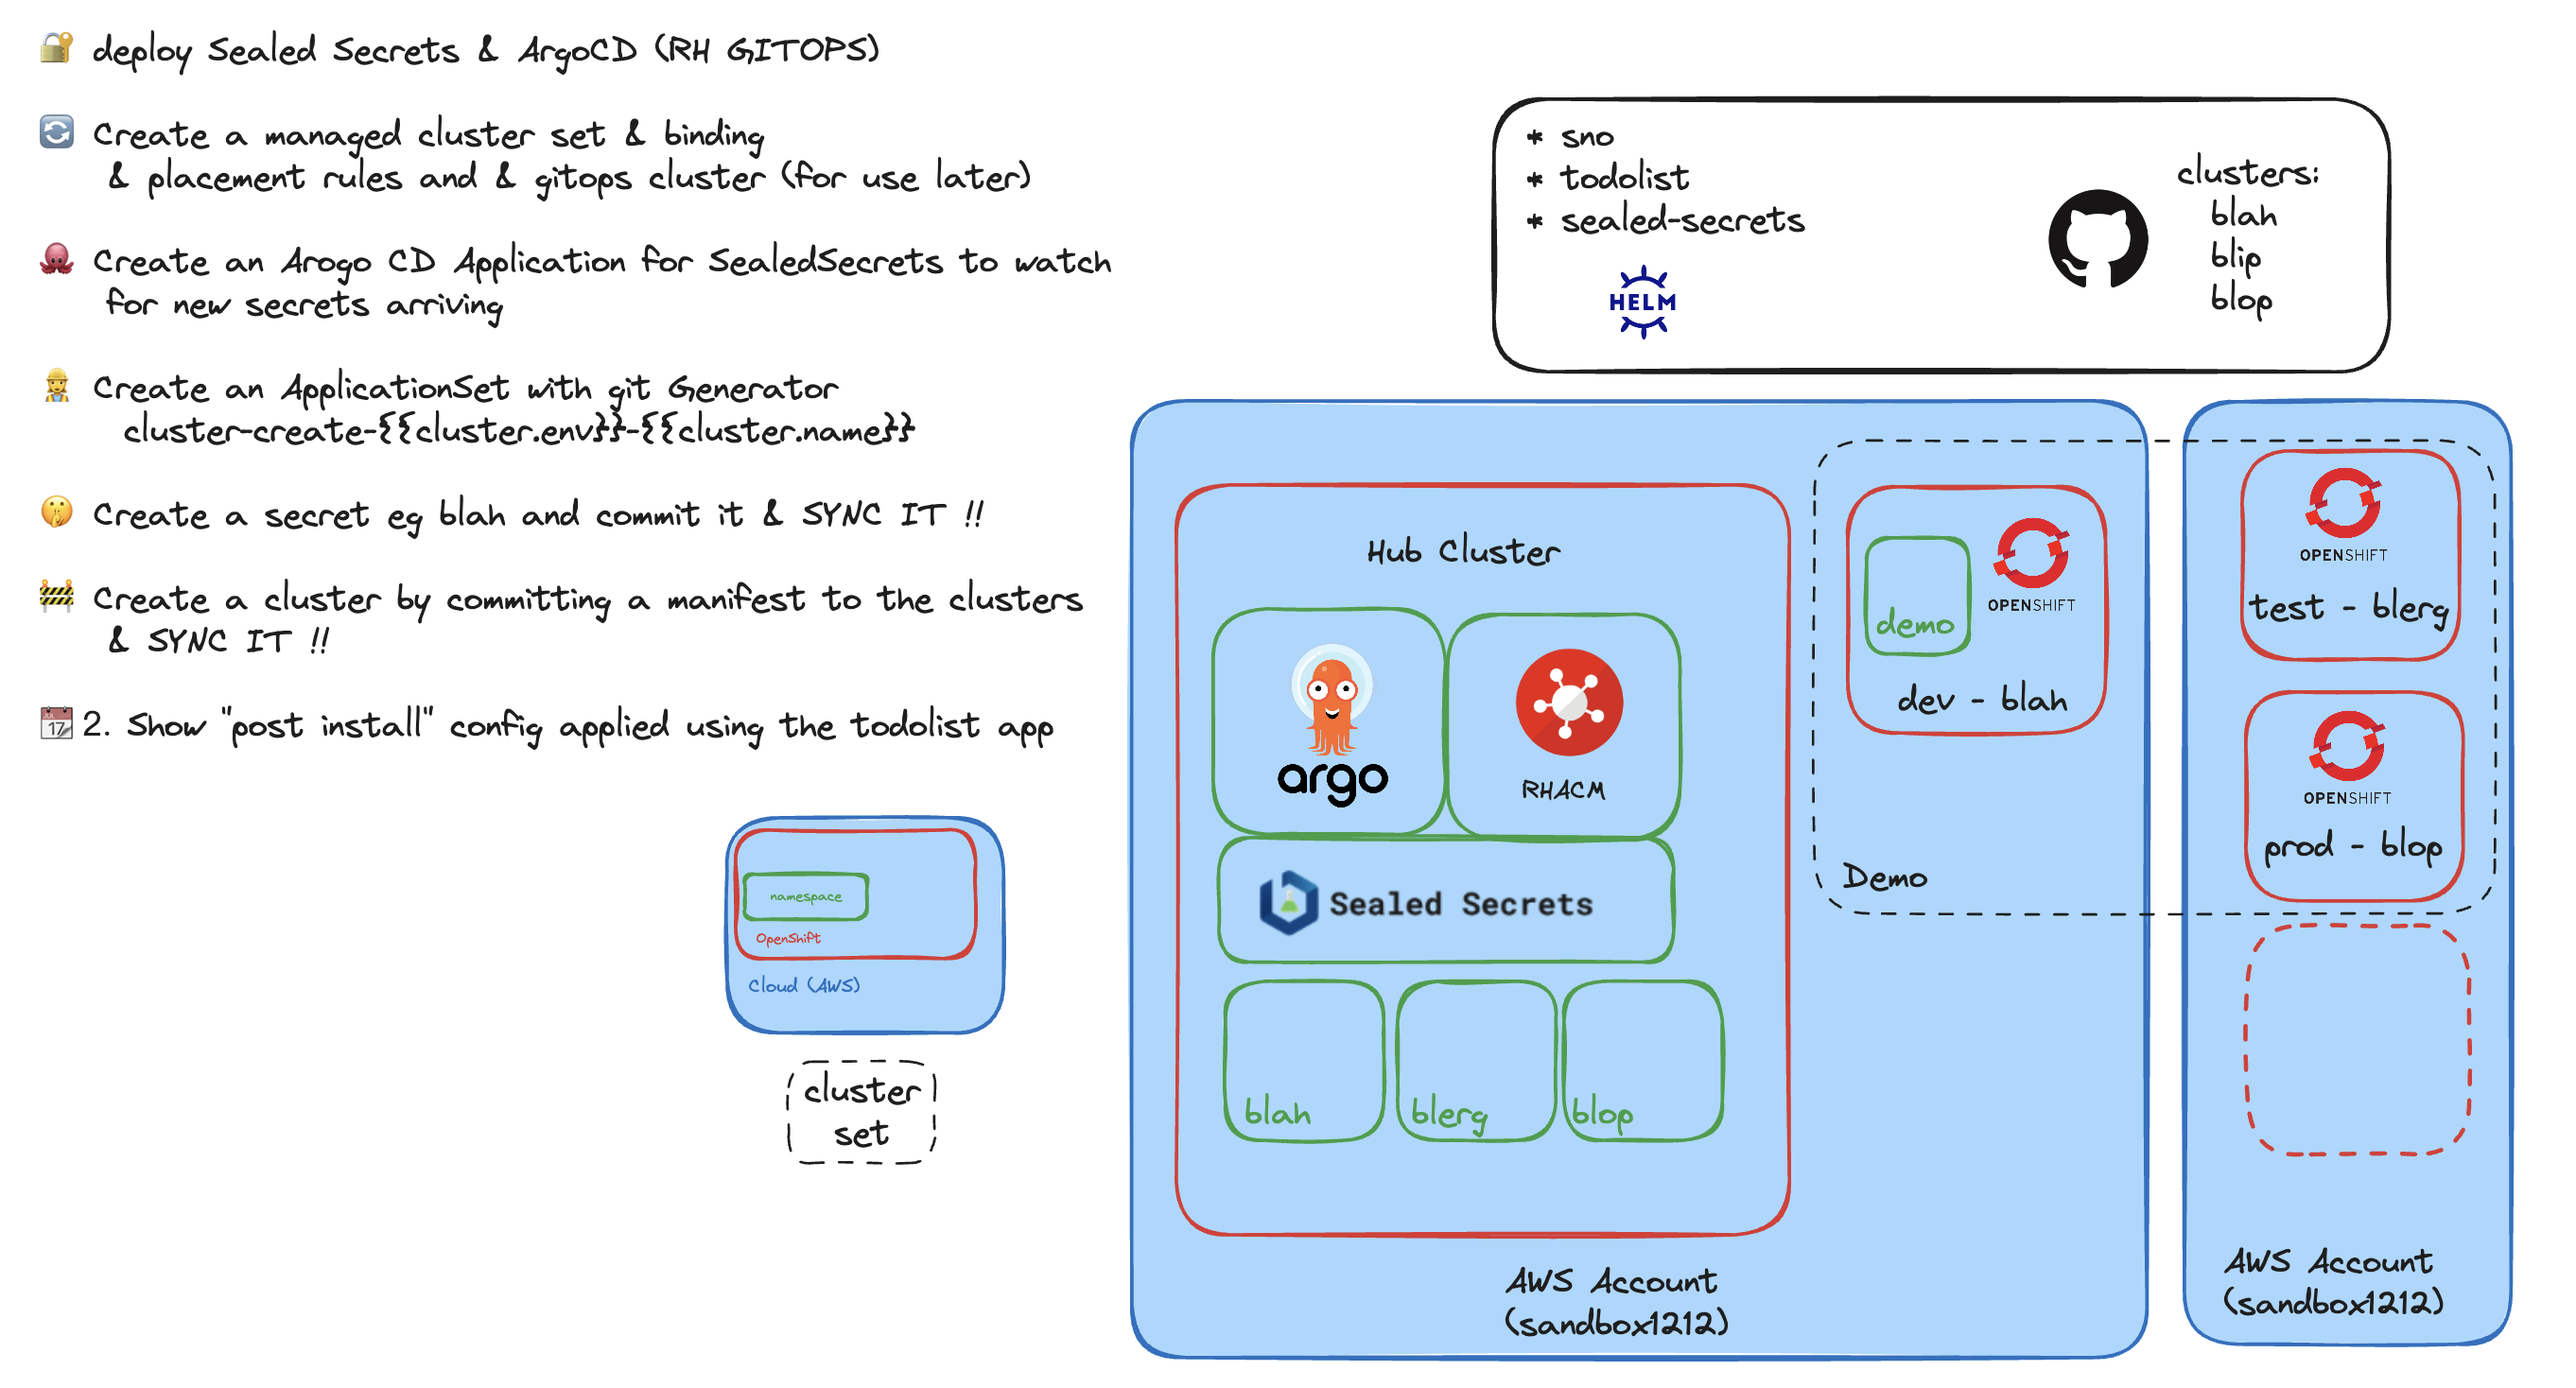 deploy Sealed Secrets & ArgoCD (RH GITOPS)
Create a managed cluster set & binding
& placement rules and & gitops cluster (for use later)
Create an Arogo CD Application for SealedSecrets to watch
for new secrets arriving
Create an ApplicationSet with git Generator
cluster-create-{{cluster.env}}-{{cluster.name}}
Create a secret eg blah and commit it & SYNC IT !!
Create a cluster by committing a manifest to the clusters
& SYNC IT !!
JUL
17
2. Show "post install" config applied using the todolist app
namespace
OpenShift
Cloud (AWS)
cluster
set
* sno
* todolist
* sealed-secrets
HELM
clusters:
blah
blip
blop
Hub Cluster
argo
RHACM
Sealed Secrets
blah
blerg
blop
AWS Account
(sandbox1212)
demo
OPENSHIFT
dev - blah
Demo
OPENSHIFT
test - blerg
OPENSHIFT
prod - blop
AWS Account
(sandbox1212)